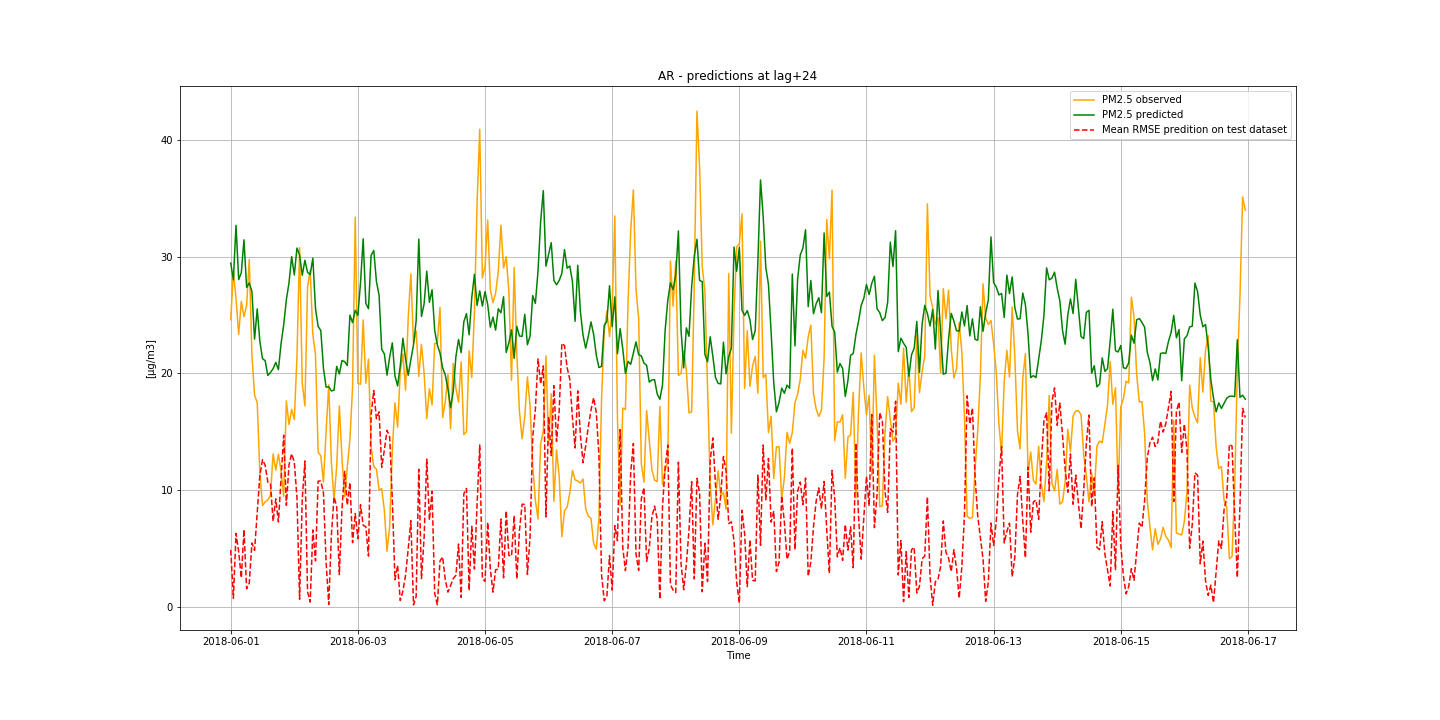 AR - predictions at lag+24
PM2.5 observed
PM2.5 predicted
Mean RMSE predition on test dataset
[µg/m3]
40
30
20
10
0
2018-06-01 2018-06-03 2018-06-05 2018-06-07 2018-06-09 2018-06-11 2018-06-13 2018-06-15 2018-06-17
Time